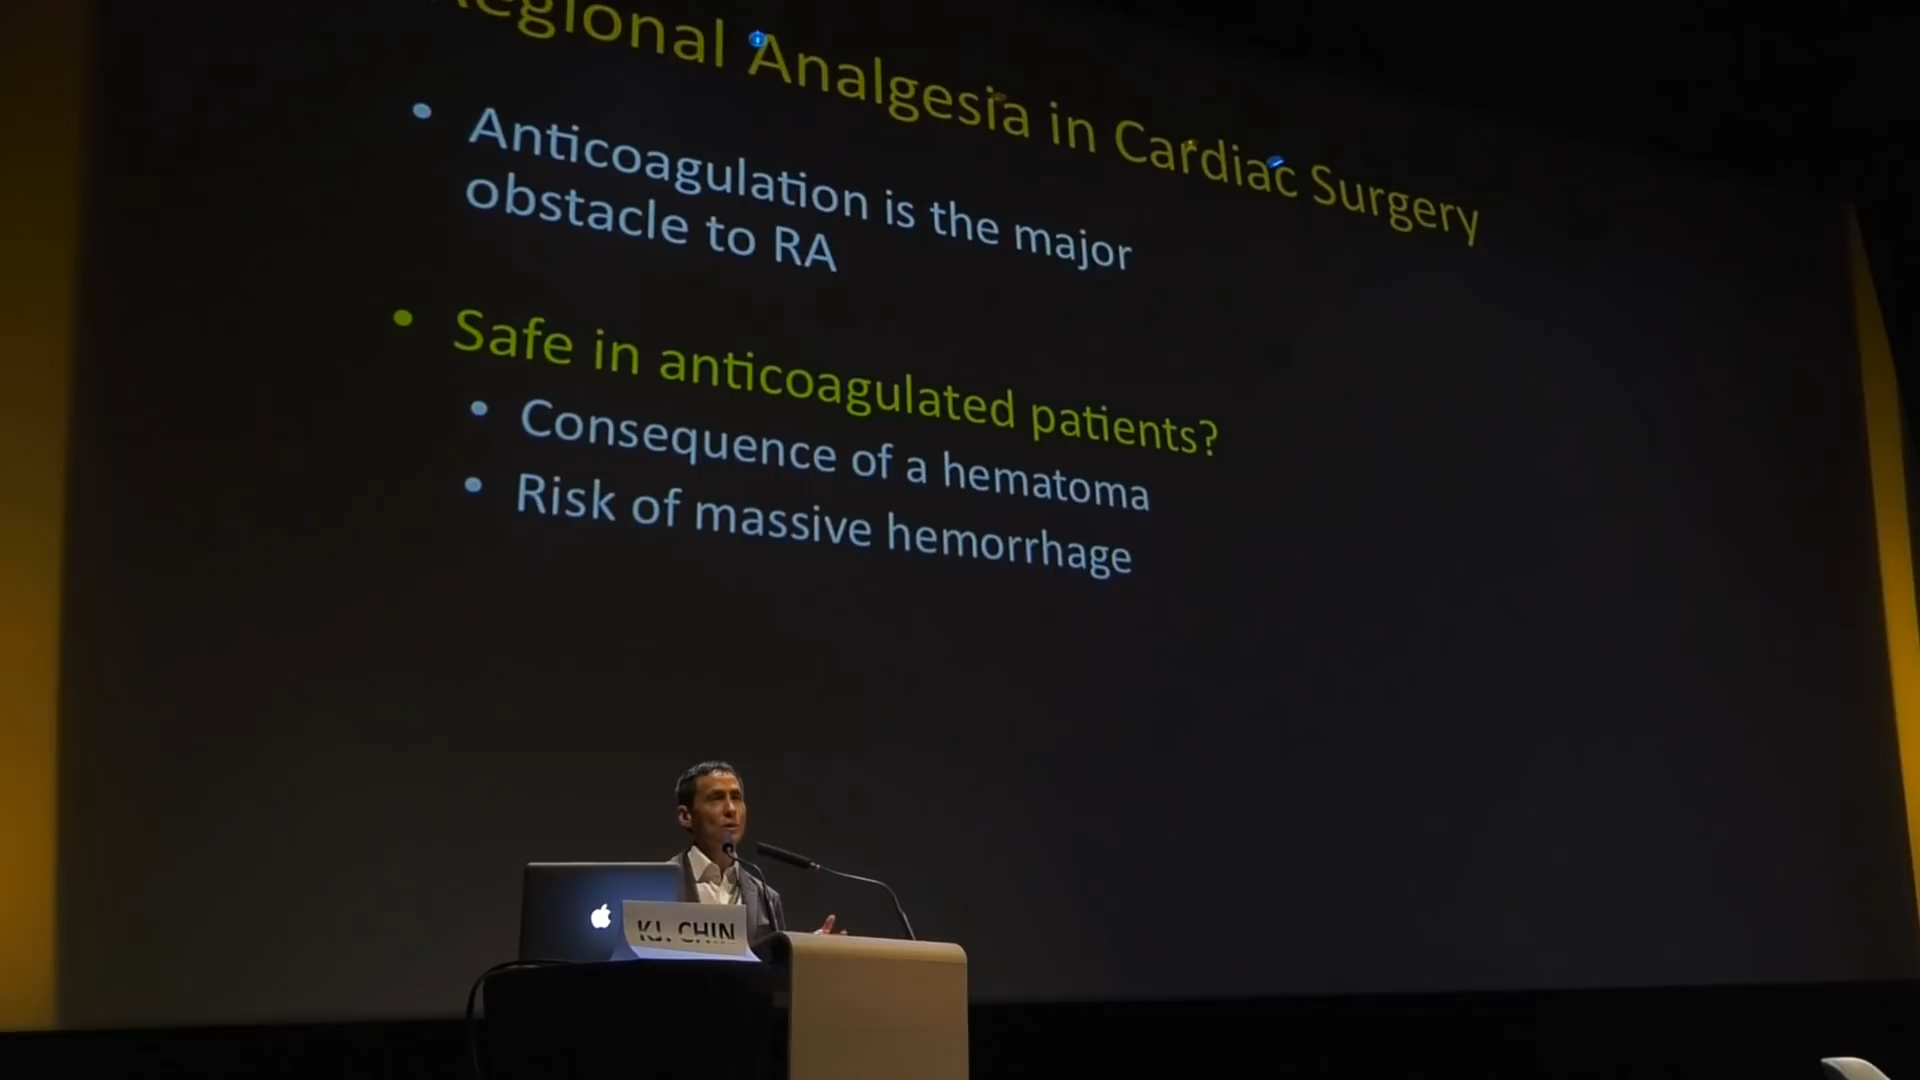 Regional Analgesia in Cardiac Surgery
• Anticoagulation is the major
obstacle to RA
• Safe in anticoagulated patients?
• Consequence of a hematoma
• Risk of massive hemorrhage
KJ. CHIN